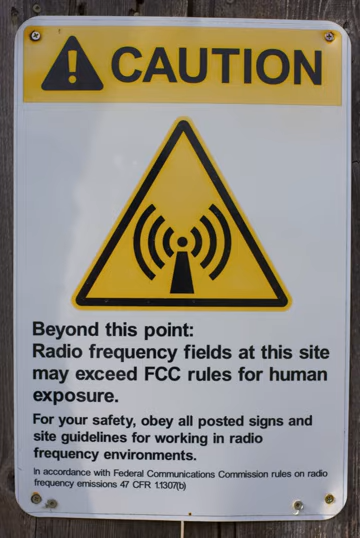 CAUTION
Beyond this point:
Radio frequency fields at this site
may exceed FCC rules for human
exposure.
For your safety, obey all posted signs and
site guidelines for working in radio
frequency environments.
In accordance with Federal Communications Commission rules on radio
frequency emissions 47 CFR 1.1307(b)